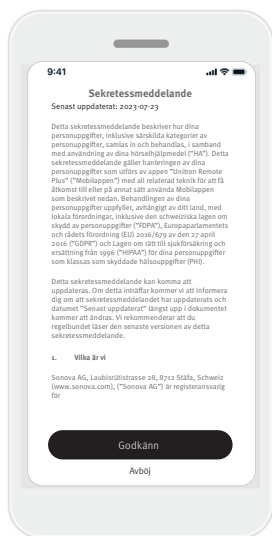 9:41
Sekretessmeddelande
Senast uppdaterat: 2023-07-23
Detta sekretessmeddelande beskriver hur dina
personuppgifter, inklusive särskilda kategorier av
personuppgifter, samlas in och behandlas, i samband
med användning av dina hörselhjälpmedel ("HA"). Detta
sekretessmeddelande gäller hanteringen av dina
personuppgifter som utförs av appen "Unitron Remote
Plus" ("Mobilappen") med all relaterad teknik för att få
åtkomst till eller på annat sätt använda Mobilappen
som beskrivet nedan. Behandlingen av dina
personuppgifter uppfyller, avhängigt av ditt land, med
lokala förordningar, inklusive den schweiziska lagen om
skydd av personuppgifter ("FDPA"), Europaparlamentets
och rådets förordning (EU) 2016/679 av den 27 april
2016 ("GDPR") och Lagen om rätt till sjukförsäkring och
ersättning från 1996 ("HIPAA") för dina personuppgifter
som klassas som skyddade hälsouppgifter (PHI).
Detta sekretessmeddelande kan komma att
uppdateras. Om detta inträffar kommer vi att informera
dig om att sekretessmeddelandet har uppdaterats och
datumet "Senast uppdaterat" längst upp i dokumentet
kommer att ändras. Vi rekommenderar att du
regelbundet läser den senaste versionen av detta
sekretessmeddelande.
1. Vilka är vi
Sonova AG, Laubisrütistrasse 28, 8712 Stäfa, Schweiz
(www.sonova.com), ("Sonova AG") är registeransvarig
för
Godkänn
Avböj